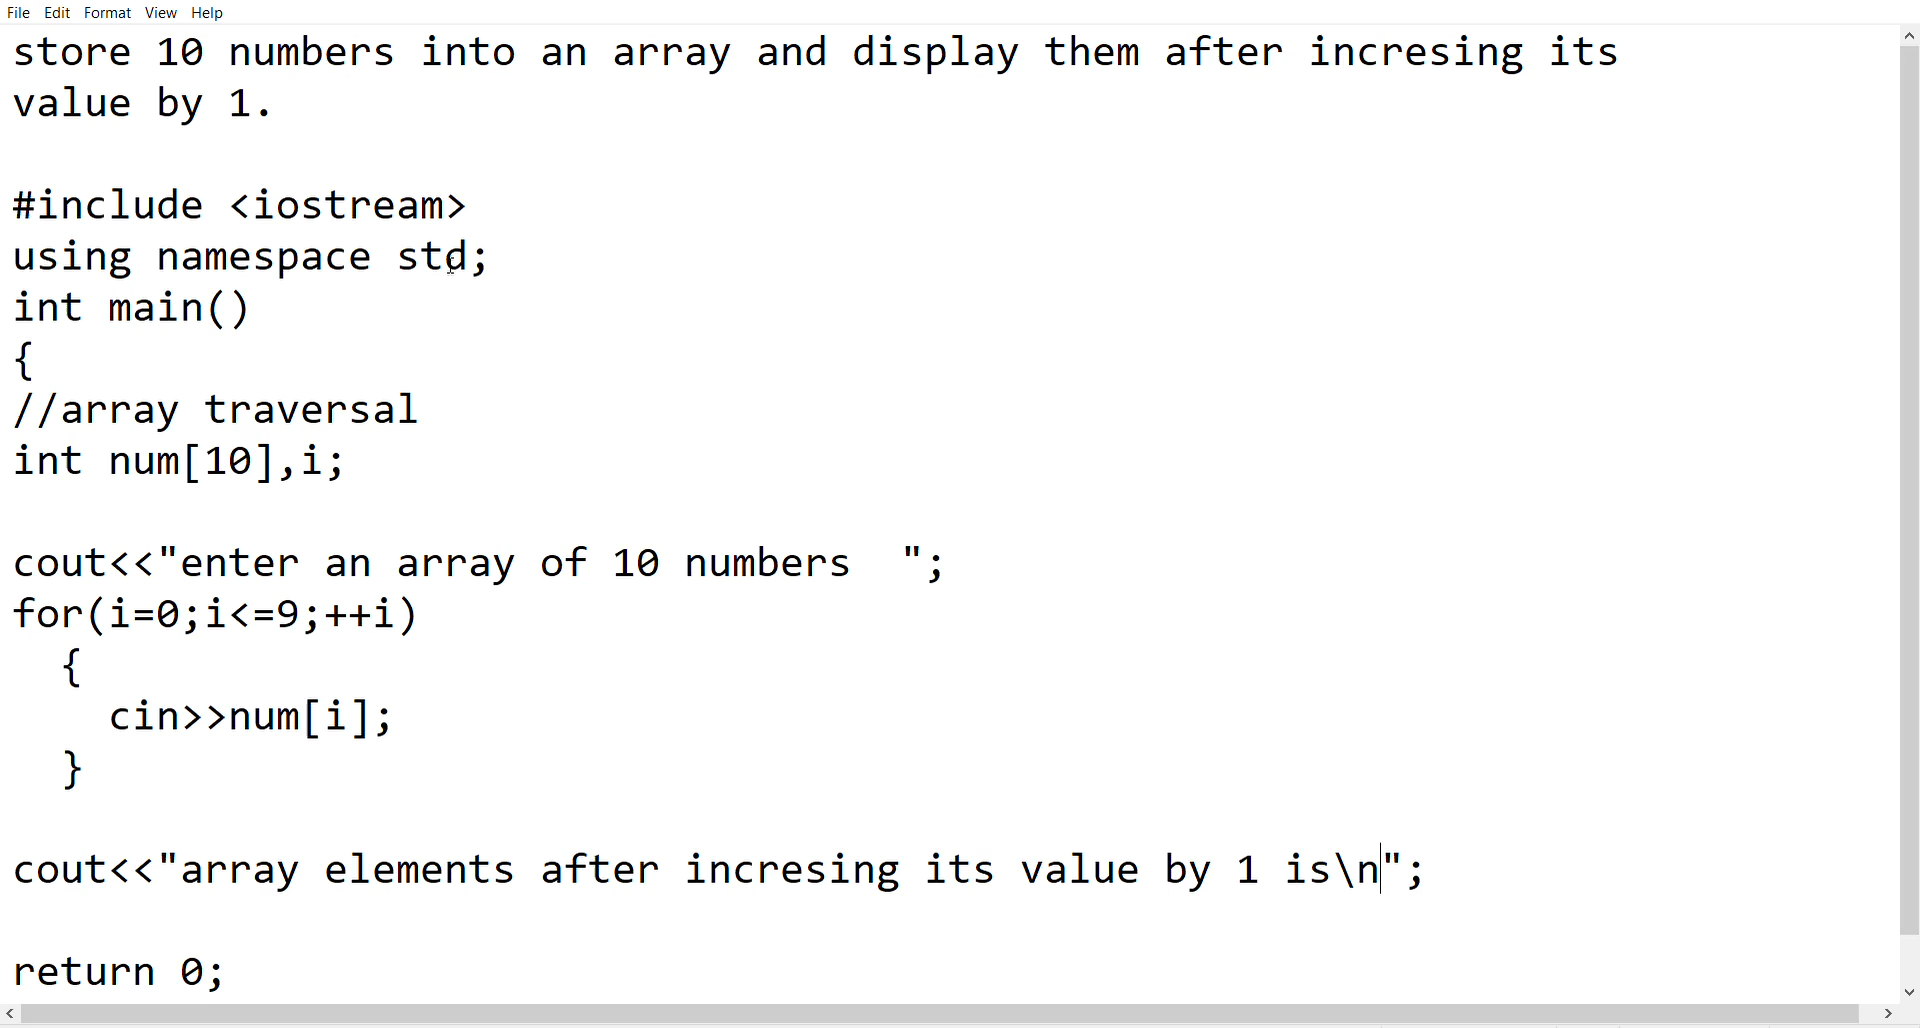 File Edit Format View Help
store 10 numbers into an array and display them after incresing its
value by 1.
#include <iostream>
using namespace std;
int main()
{
//array traversal
int num[10],i;
cout<<"enter an array of 10 numbers  ";
for(i=0;i<=9;++i)
  {
    cin>>num[i];
  }
cout<<"array elements after incresing its value by 1 is\n";
return 0;